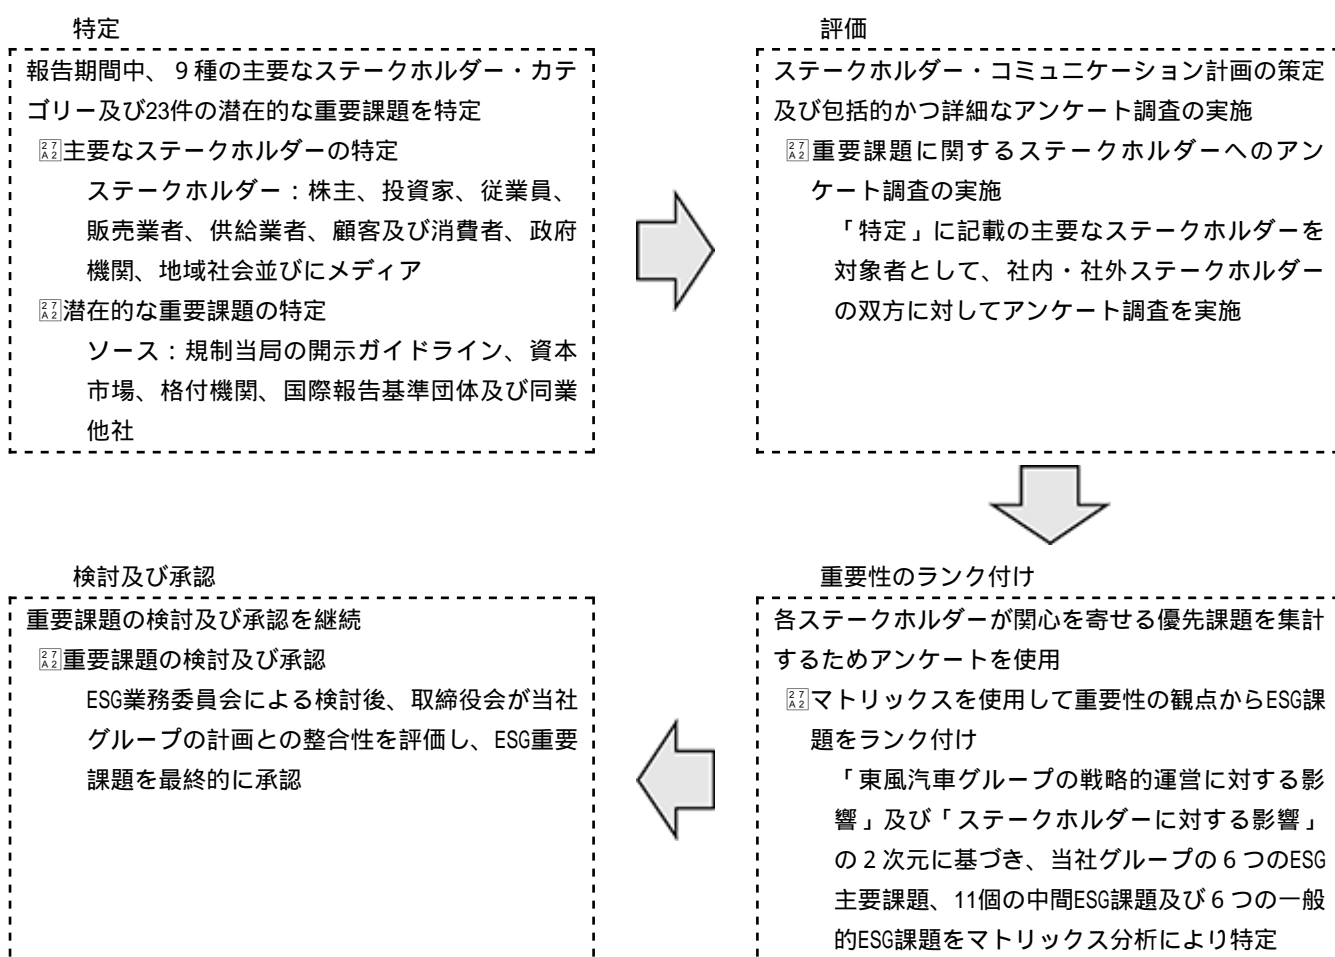 特定
報告期間中、９種の主要なステークホルダー・カテ
ゴリー及び23件の潜在的な重要課題を特定
主要なステークホルダーの特定
ステークホルダー：株主、投資家、従業員、
販売業者、供給業者、顧客及び消費者、政府
機関、地域社会並びにメディア
潜在的な重要課題の特定
ソース：規制当局の開示ガイドライン、資本
市場、格付機関、国際報告基準団体及び同業
他社
評価
ステークホルダー・コミュニケーション計画の策定
及び包括的かつ詳細なアンケート調査の実施
重要課題に関するステークホルダーへのアン
ケート調査の実施
「特定」に記載の主要なステークホルダーを
対象者として、社内・社外ステークホルダー
の双方に対してアンケート調査を実施
重要性のランク付け
各ステークホルダーが関心を寄せる優先課題を集計
するためアンケートを使用
マトリックスを使用して重要性の観点からESG課
題をランク付け
「東風汽車グループの戦略的運営に対する影
響」及び「ステークホルダーに対する影響」
の２次元に基づき、当社グループの６つのESG
主要課題、11個の中間ESG課題及び６つの一般
的ESG課題をマトリックス分析により特定
検討及び承認
重要課題の検討及び承認を継続
重要課題の検討及び承認
ESG業務委員会による検討後、取締役会が当社
グループの計画との整合性を評価し、ESG重要
課題を最終的に承認